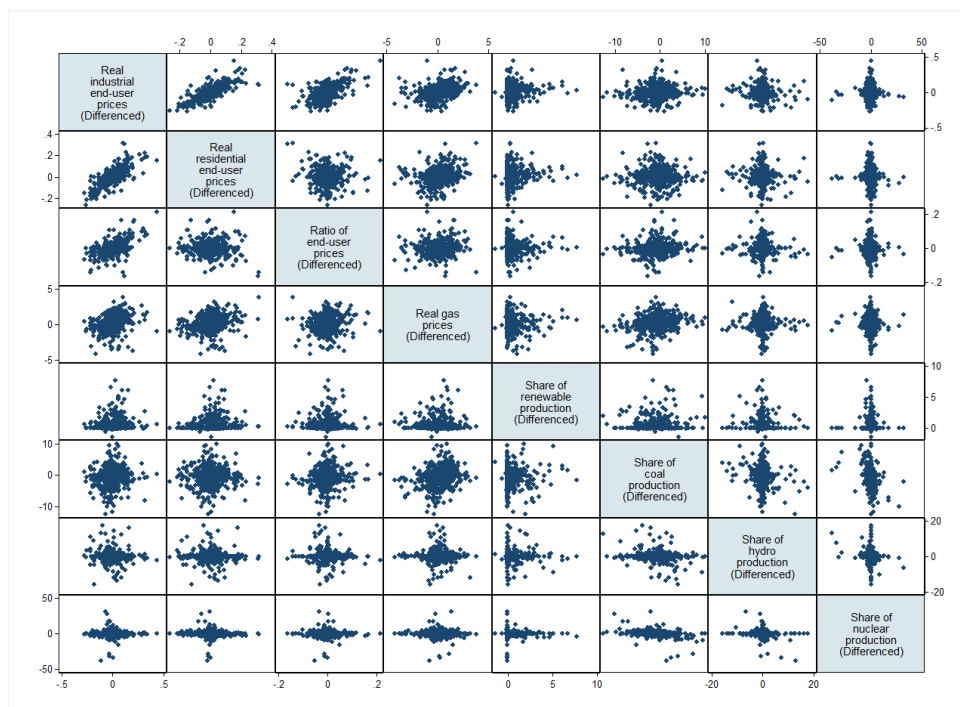 -.2 0 .2 .4
-5 0 5
-10 0 10
-50 0 50
Real
industrial
end-user
prices
(Differenced)
.5
0
-.5
.4
.2
0
-.2
Real
residential
end-user
prices
(Differenced)
Ratio of
end-user
prices
(Differenced)
.2
0
-.2
5
0
-5
Real gas
prices
(Differenced)
Share of
renewable
production
(Differenced)
10
5
0
10
0
-10
Share of
coal
production
(Differenced)
Share of
hydro
production
(Differenced)
20
0
-20
50
0
-50
Share of
nuclear
production
(Differenced)
-.5 0 .5
-.2 0 .2
0 5 10
-20 0 20